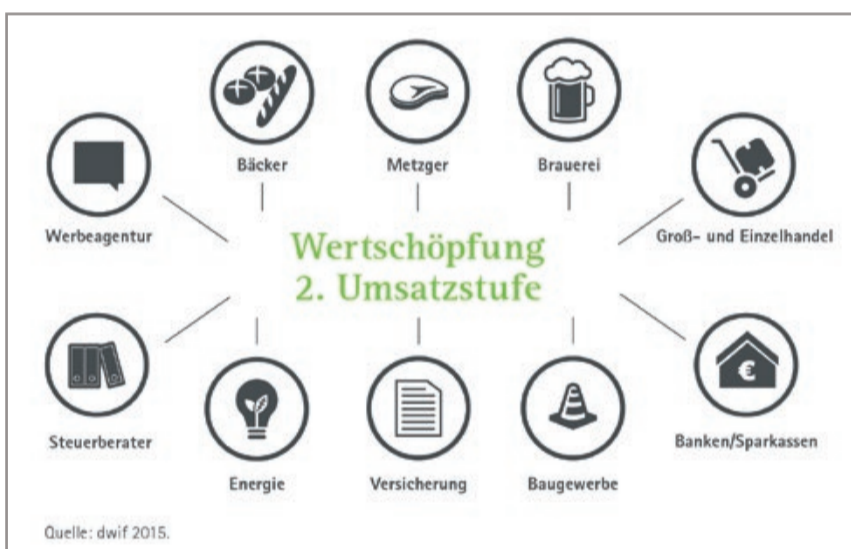 Bäcker
Metzger
Brauerei
Werbeagentur
Groß- und Einzelhandel
Wertschöpfung
2. Umsatzstufe
Steuerberater
Banken/Sparkassen
€
Energie
Versicherung
Baugewerbe
Quelle: dwif 2015.